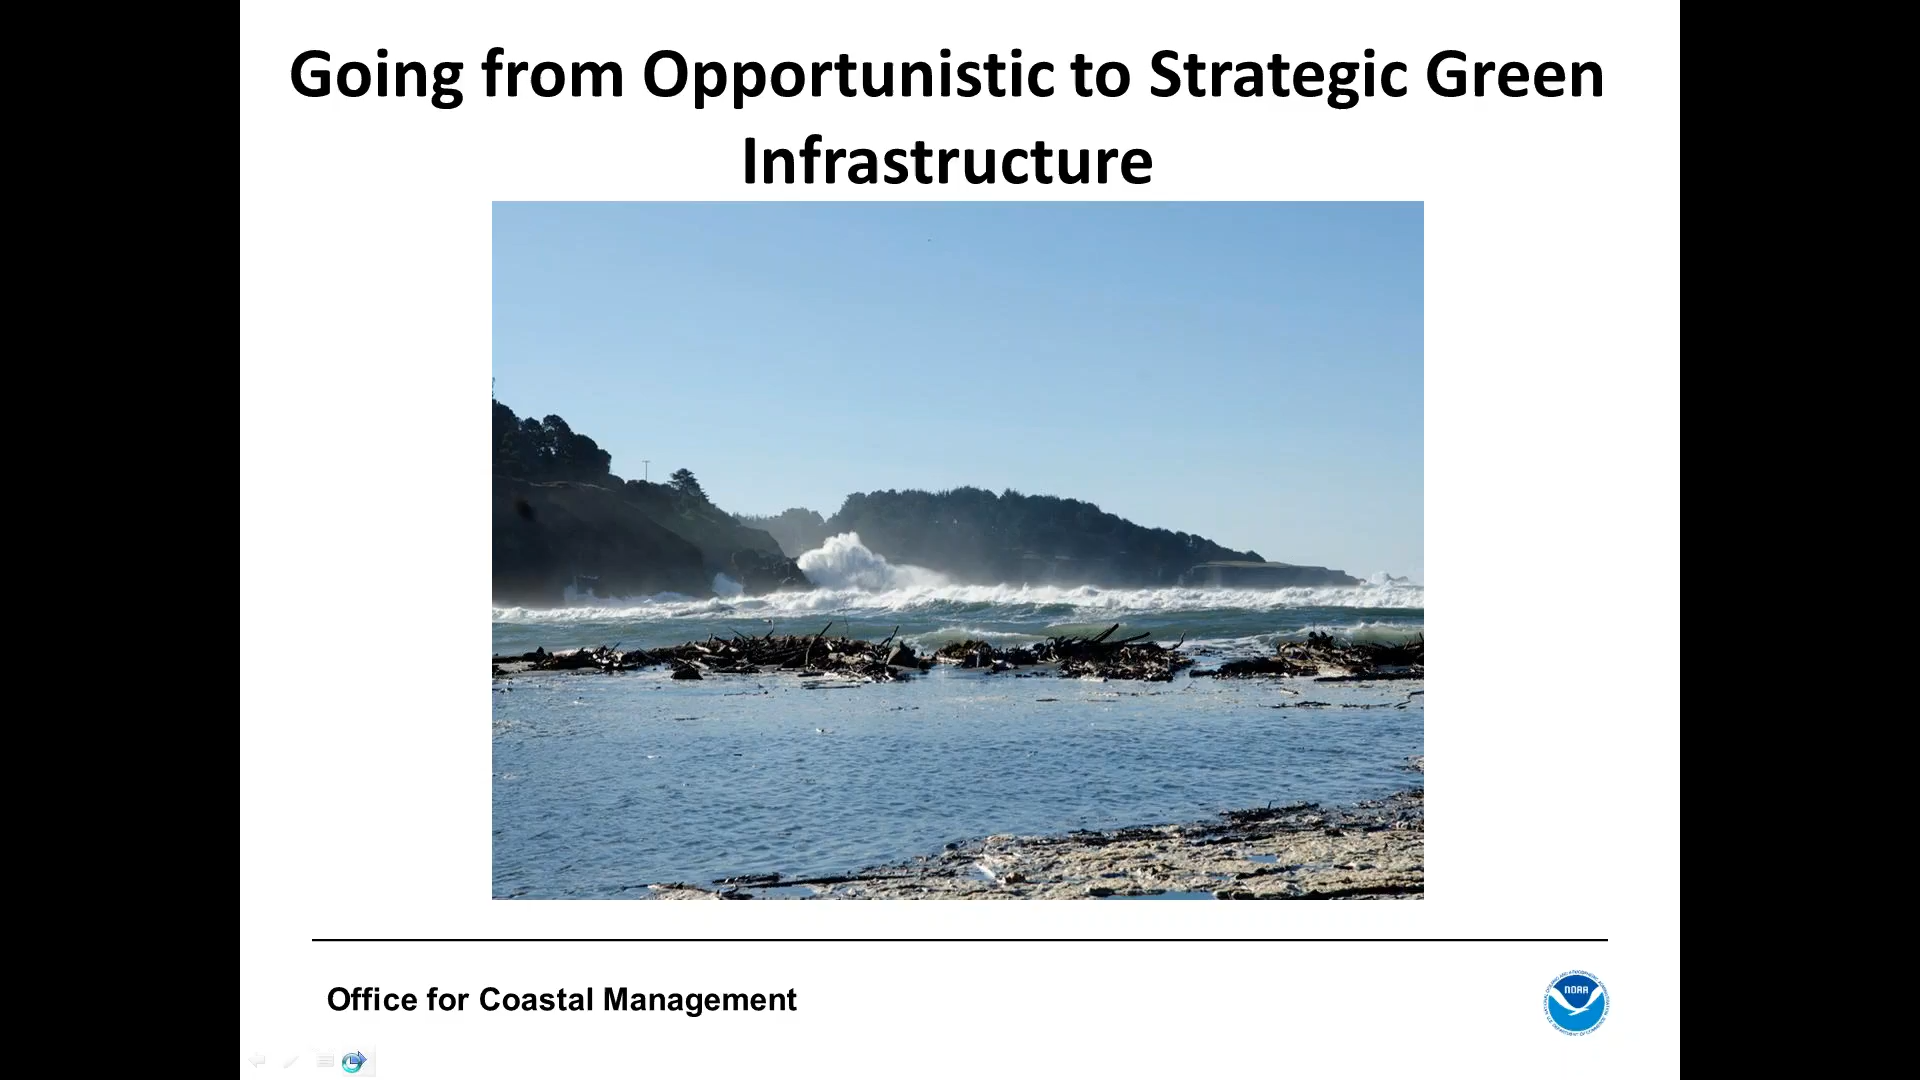 Going from Opportunistic to Strategic Green
Infrastructure
Office for Coastal Management
NOAA